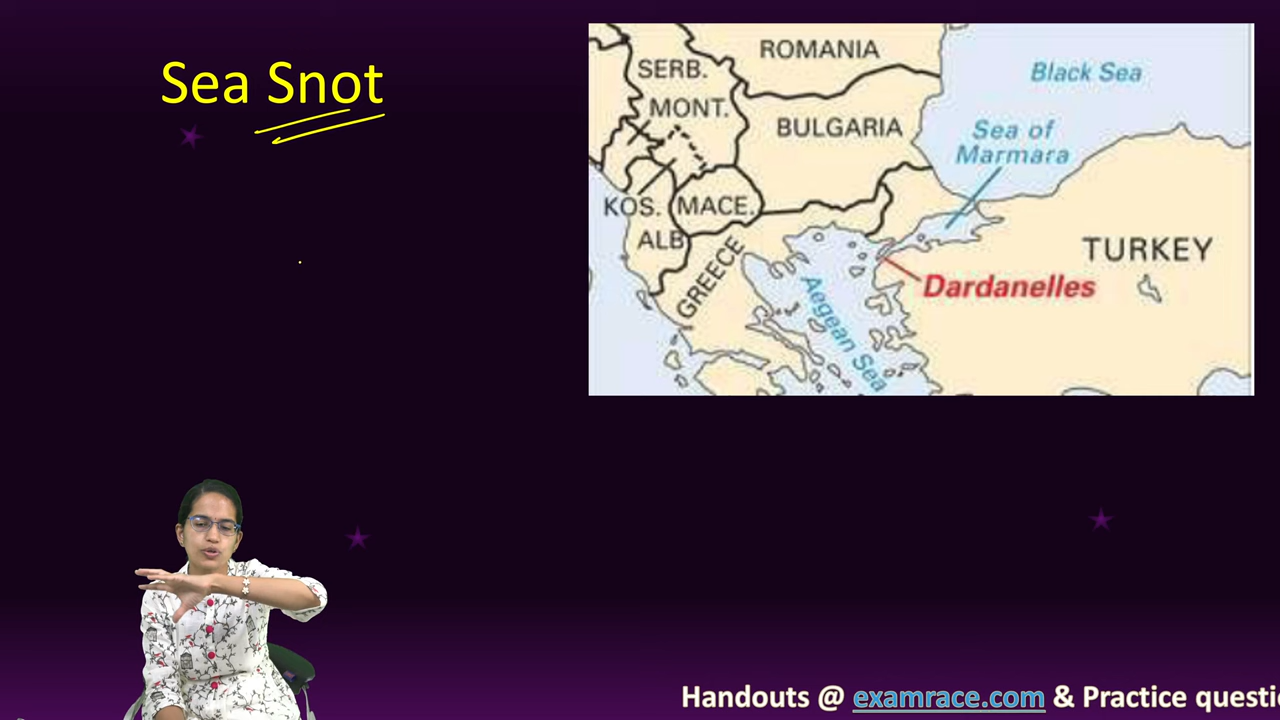 Sea Snot
ROMANIA
Black Sea
SERB.
MONT.
BULGARIA
Sea of
Marmara
KOS.
MACE.
ALB
GREECE
TURKEY
Dardanelles
Aegean Sea
Handouts @ examrace.com & Practice questi